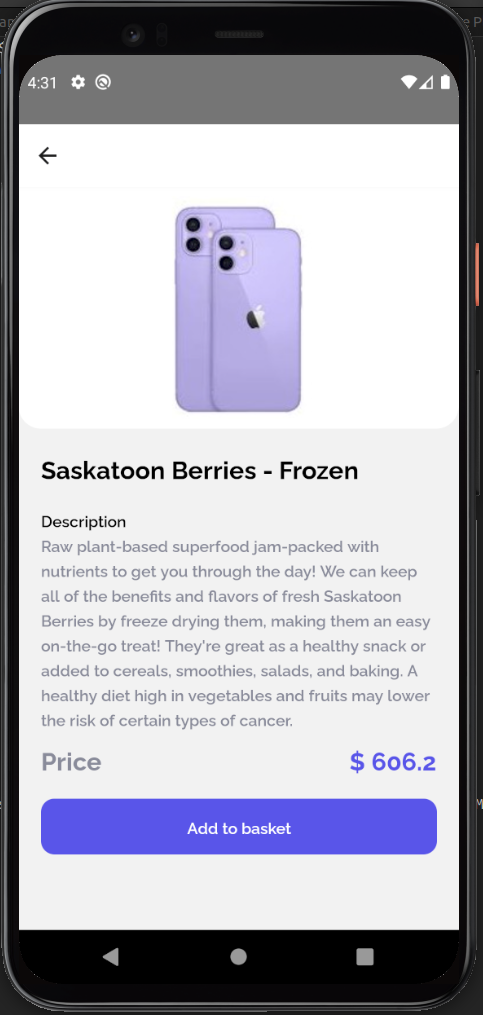 4:31
Saskatoon Berries - Frozen
Description
Raw plant-based superfood jam-packed with
nutrients to get you through the day! We can keep
all of the benefits and flavors of fresh Saskatoon
Berries by freeze drying them, making them an easy
on-the-go treat! They're great as a healthy snack or
added to cereals, smoothies, salads, and baking. A
healthy diet high in vegetables and fruits may lower
the risk of certain types of cancer.
Price $ 606.2
Add to basket